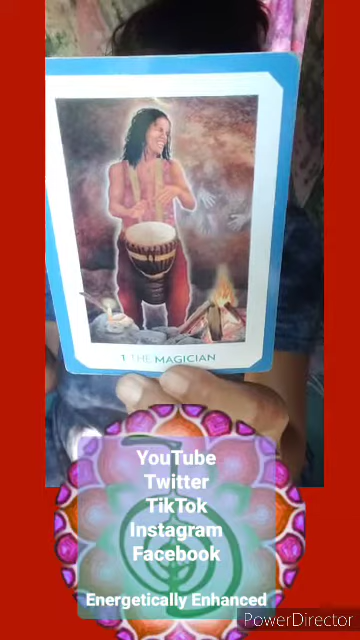 1 THE MAGICIAN
YouTube
Twitter
TikTok
Instagram
Facebook
Energetically Enhanced
PowerDirector